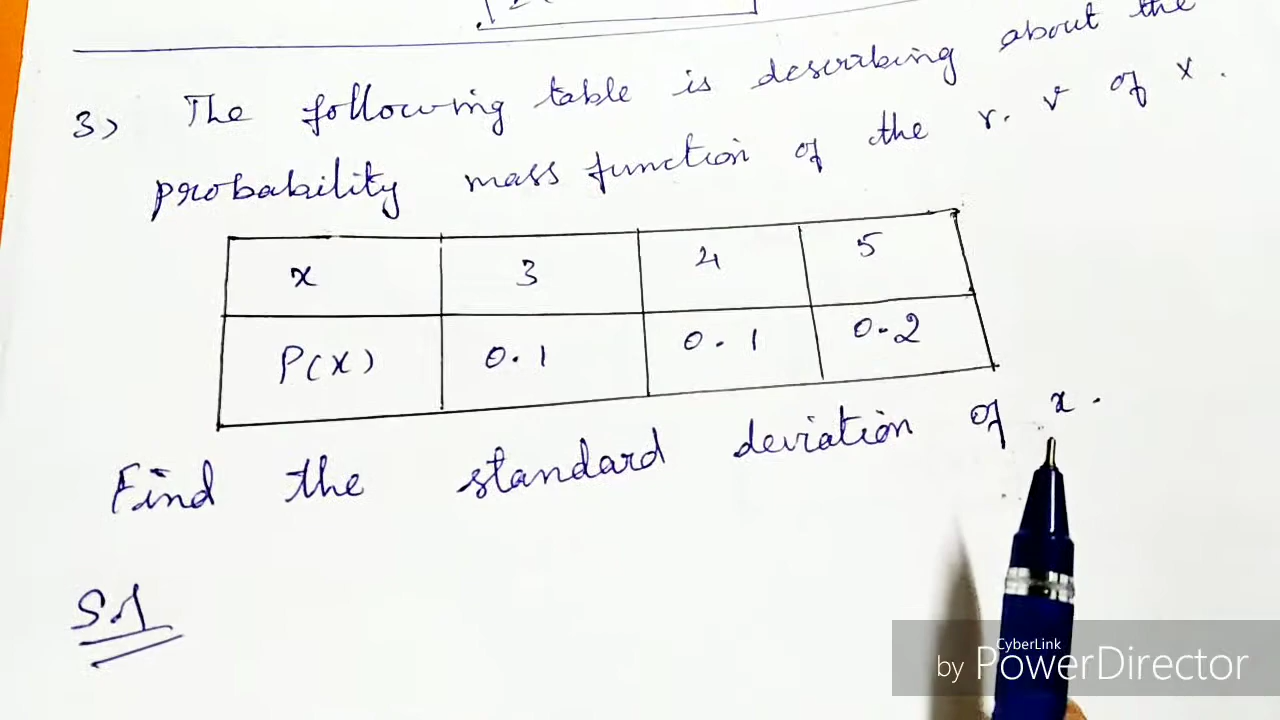 3) The following table is describing about the
probability mass function of the r.v of x.
x 3 4 5
P(x) 0.1 0.1 0.2
Find the standard deviation of x.
CyberLink
by PowerDirector